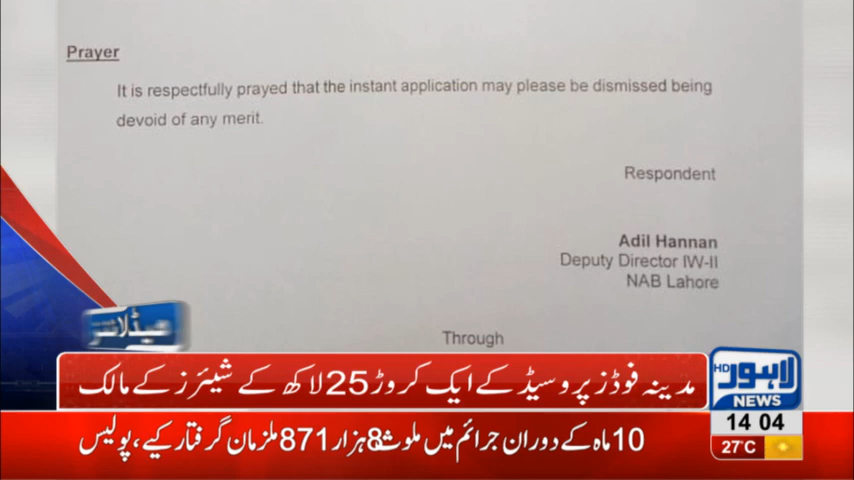 Prayer
It is respectfully prayed that the instant application may please be dismissed being
devoid of any merit.
Respondent
Adil Hannan
Deputy Director IW-II
NAB Lahore
Through
ہیڈلائنز
مدینہ فوڈز پروسیڈ کے ایک کروڑ 25 لاکھ کے شیئرز کے مالک
HD لاہور
NEWS
14 04
10 ماہ کے دوران جرائم میں ملوث 8 ہزار 871 ملزمان گرفتار کیے، پولیس
27°C